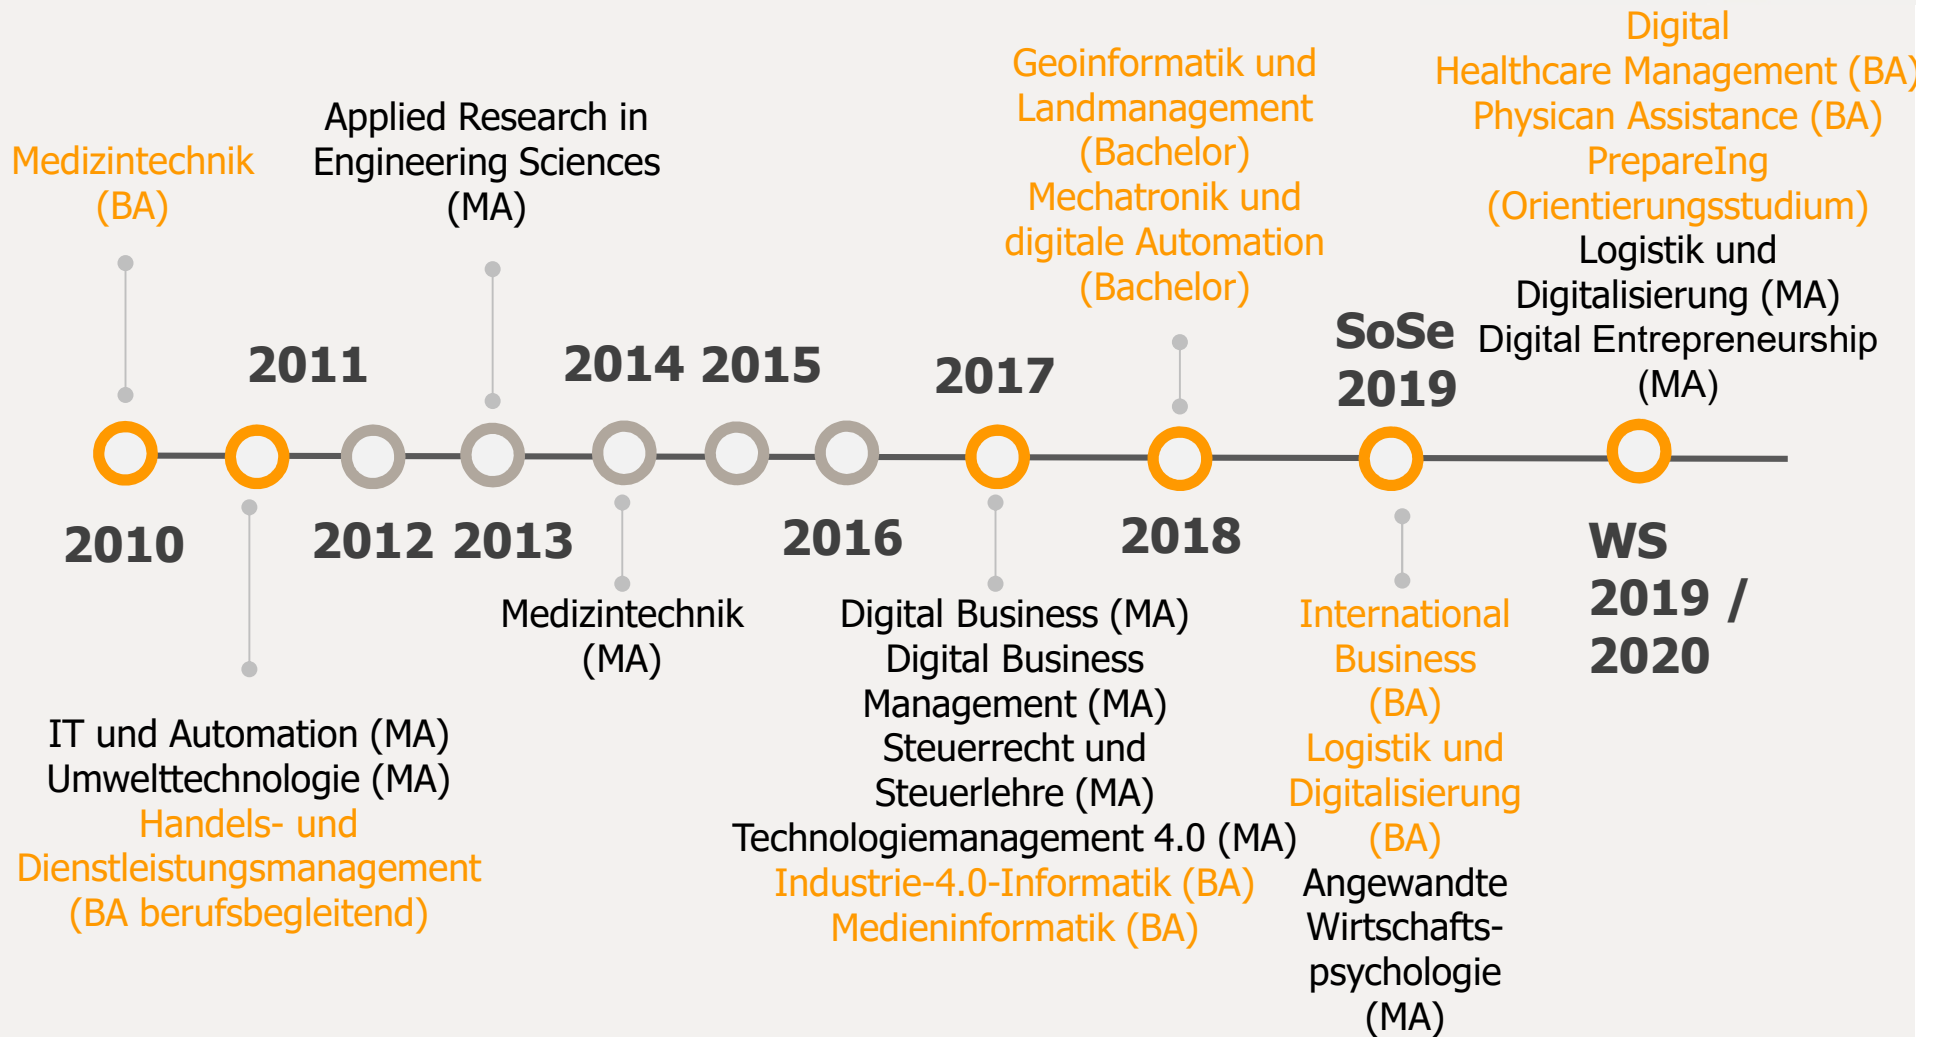 Medizintechnik
(BA)
Applied Research in
Engineering Sciences
(MA)
Geoinformatik und
Landmanagement
(Bachelor)
Mechatronik und
digitale Automation
(Bachelor)
Digital
Healthcare Management (BA)
Physican Assistance (BA)
PrepareIng
(Orientierungsstudium)
Logistik und
Digitalisierung (MA)
Digital Entrepreneurship
(MA)
2011
2014
2015
2017
SoSe
2019
2010
2012
2013
2016
2018
WS
2019 /
2020
IT und Automation (MA)
Umwelttechnologie (MA)
Handels- und
Dienstleistungsmanagement
(BA berufsbegleitend)
Medizintechnik
(MA)
Digital Business (MA)
Digital Business
Management (MA)
Steuerrecht und
Steuerlehre (MA)
Technologiemanagement 4.0 (MA)
Industrie-4.0-Informatik (BA)
Medieninformatik (BA)
International
Business
(BA)
Logistik und
Digitalisierung
(BA)
Angewandte
Wirtschafts-
psychologie
(MA)